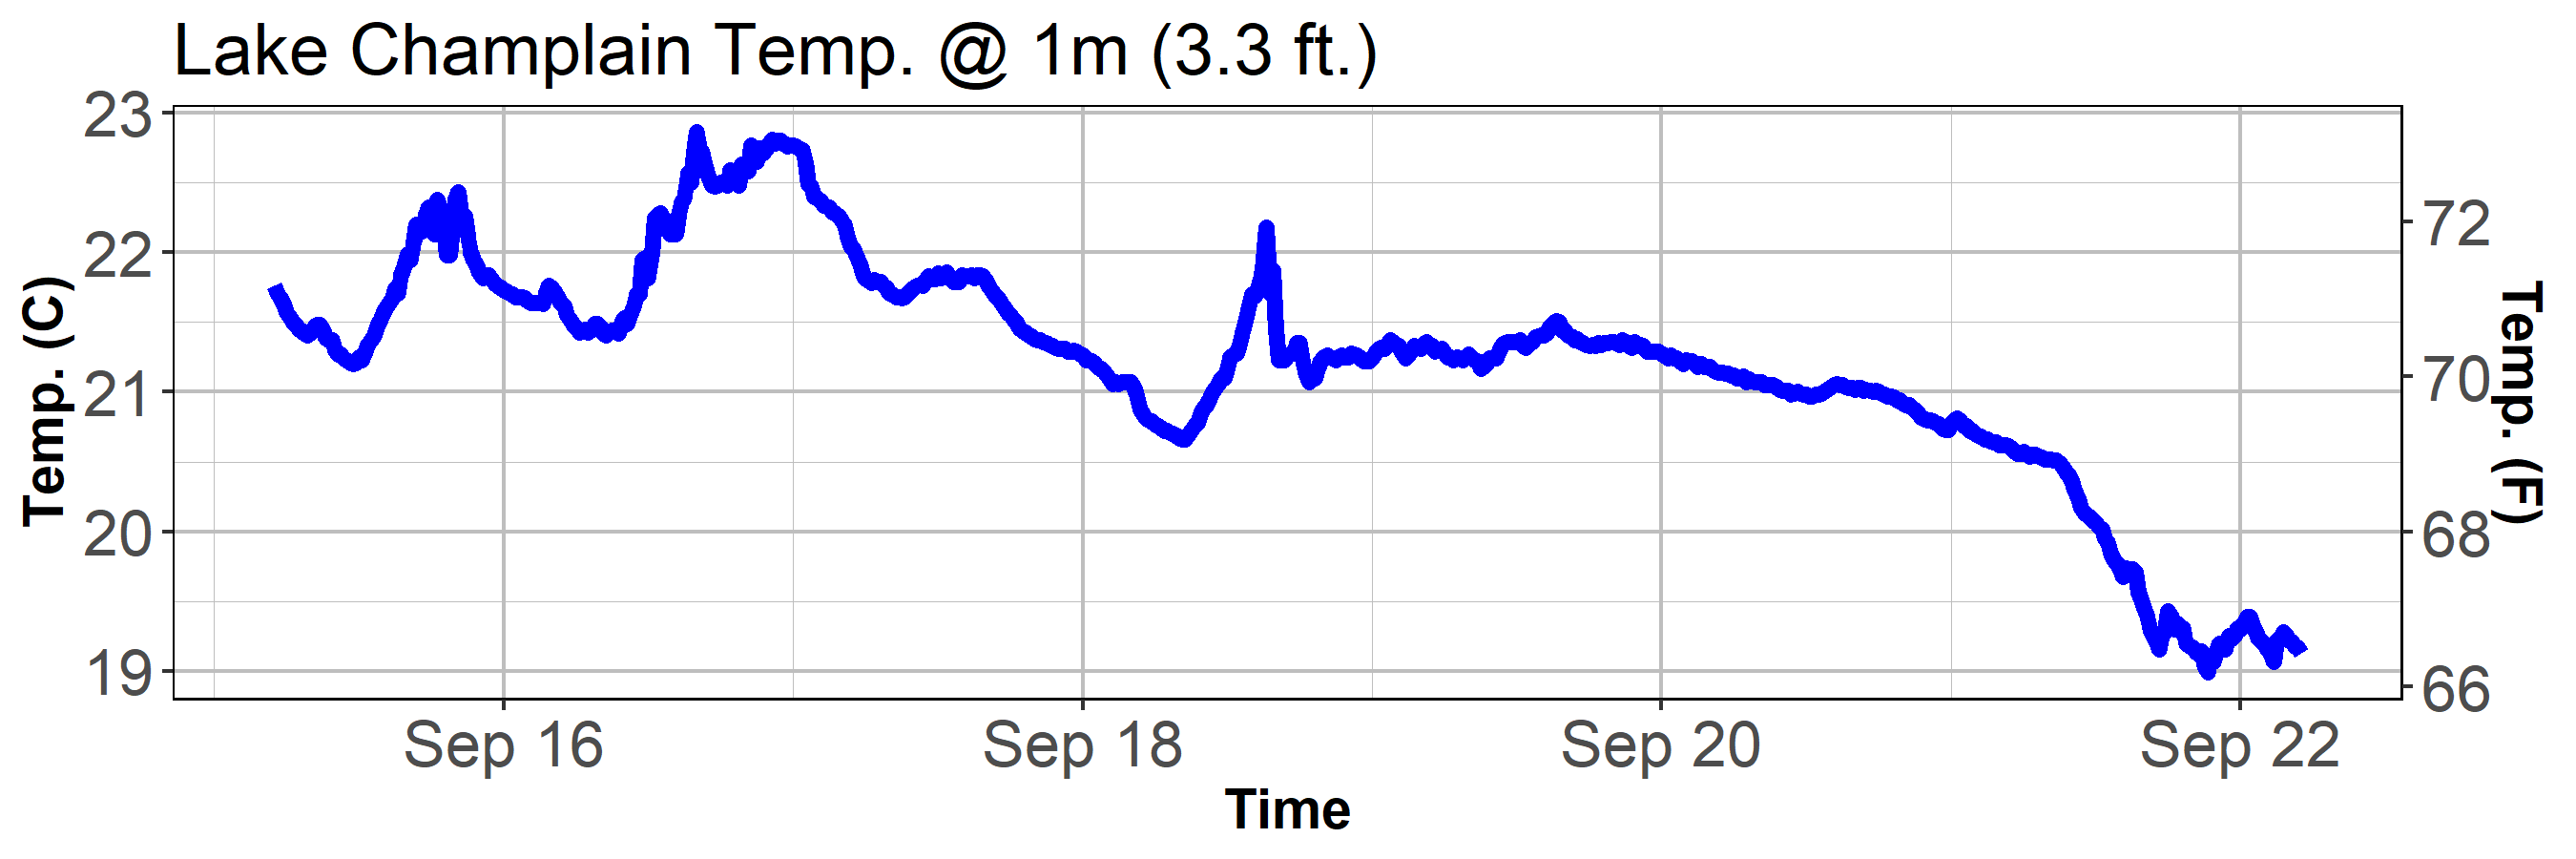 Lake Champlain Temp. @ 1m (3.3 ft.)
23
22
21
20
19
Temp. (C)
72
70
68
66
Temp. (F)
Sep 16
Sep 18
Sep 20
Sep 22
Time